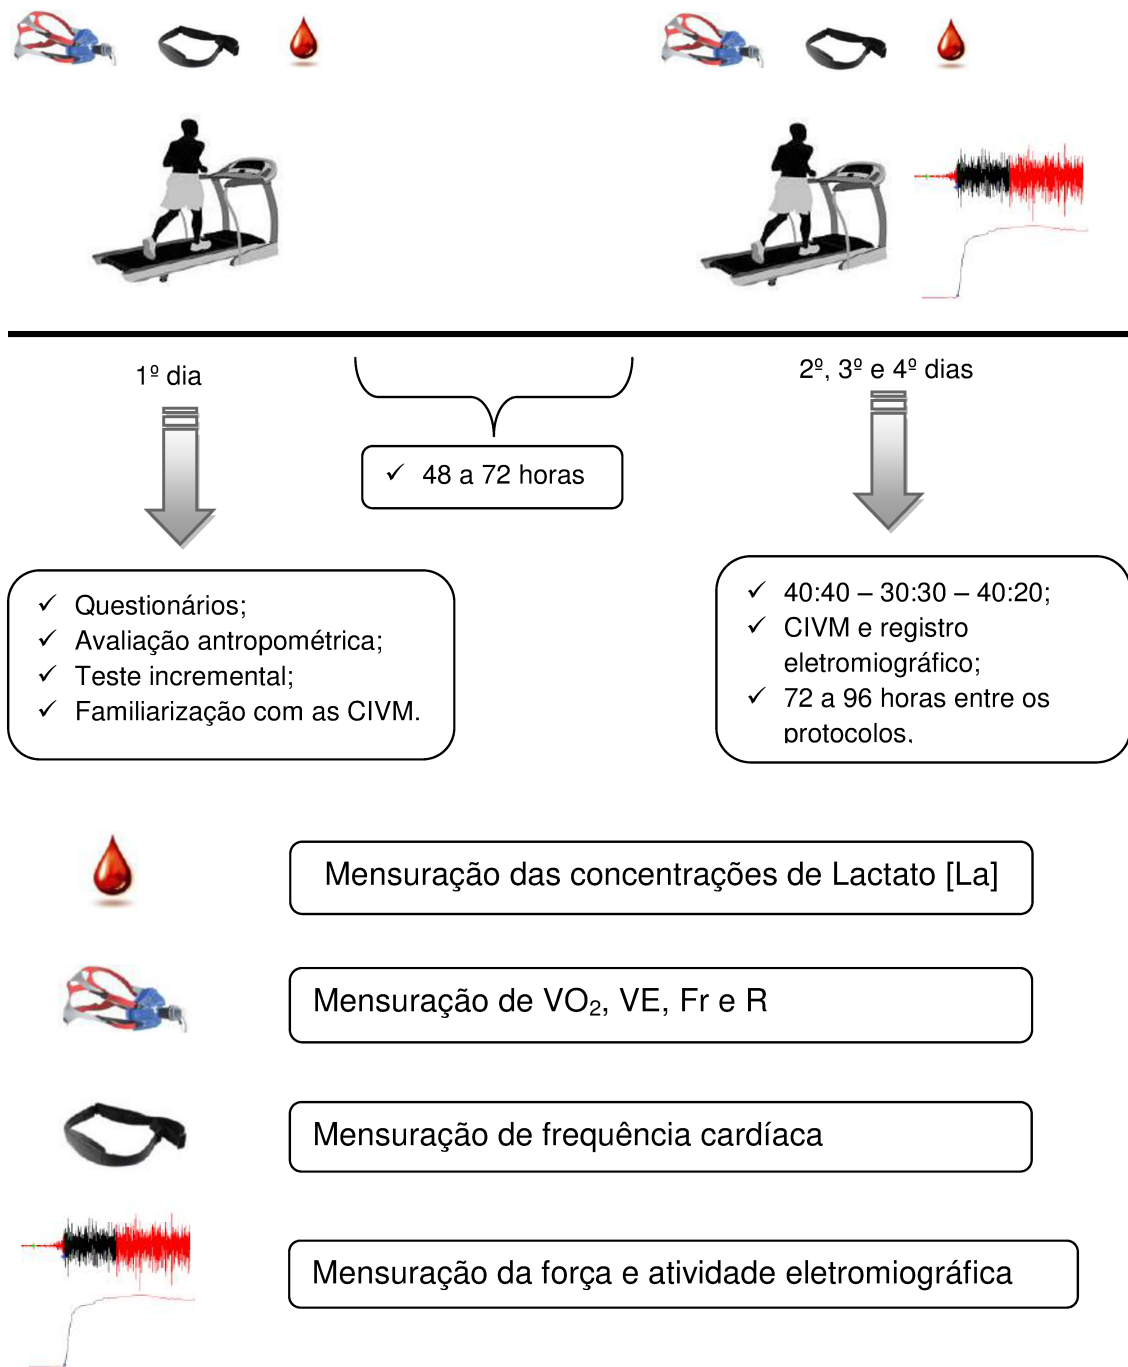 1º dia
48 a 72 horas
2º, 3º e 4º dias
✓ Questionários;
✓ Avaliação antropométrica;
✓ Teste incremental;
✓ Familiarização com as CIVM.
✓ 40:40 – 30:30 – 40:20;
✓ CIVM e registro
eletromiográfico;
✓ 72 a 96 horas entre os
protocolos.
Mensuração das concentrações de Lactato [La]
Mensuração de VO₂, VE, Fr e R
Mensuração de frequência cardíaca
Mensuração da força e atividade eletromiográfica